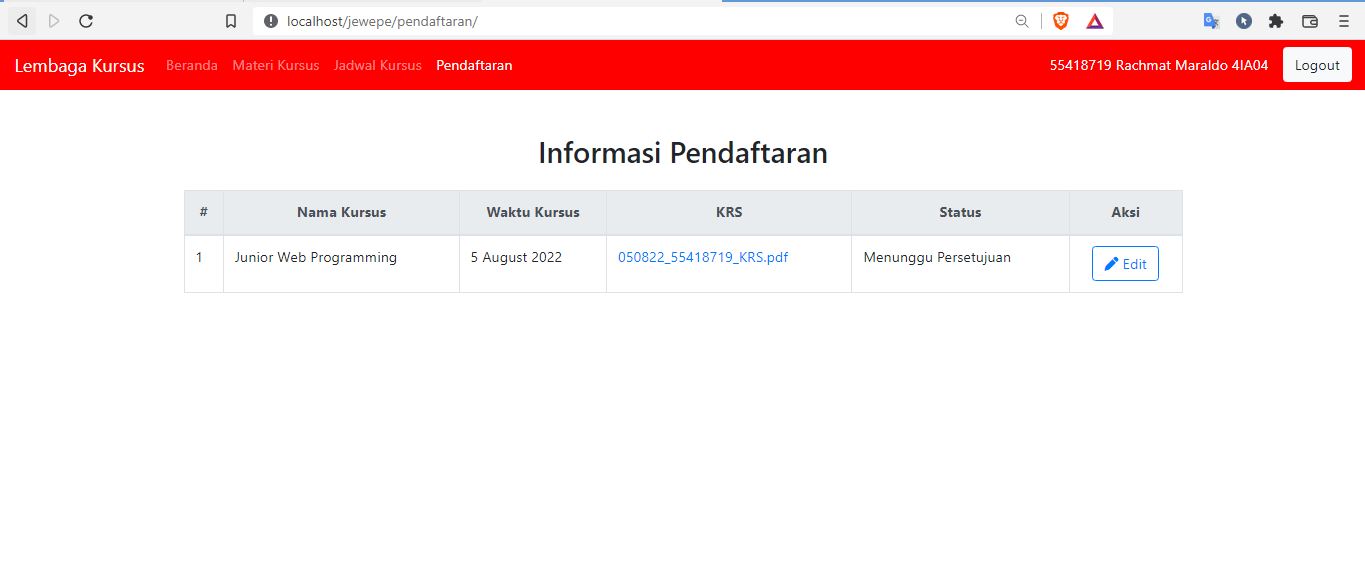 localhost/jewepe/pendaftaran/
Lembaga Kursus Beranda Materi Kursus Jadwal Kursus Pendaftaran 55418719 Rachmat Maraldo 4IA04 Logout
Informasi Pendaftaran
# Nama Kursus Waktu Kursus KRS Status Aksi
1 Junior Web Programming 5 August 2022 050822_55418719_KRS.pdf Menunggu Persetujuan Edit